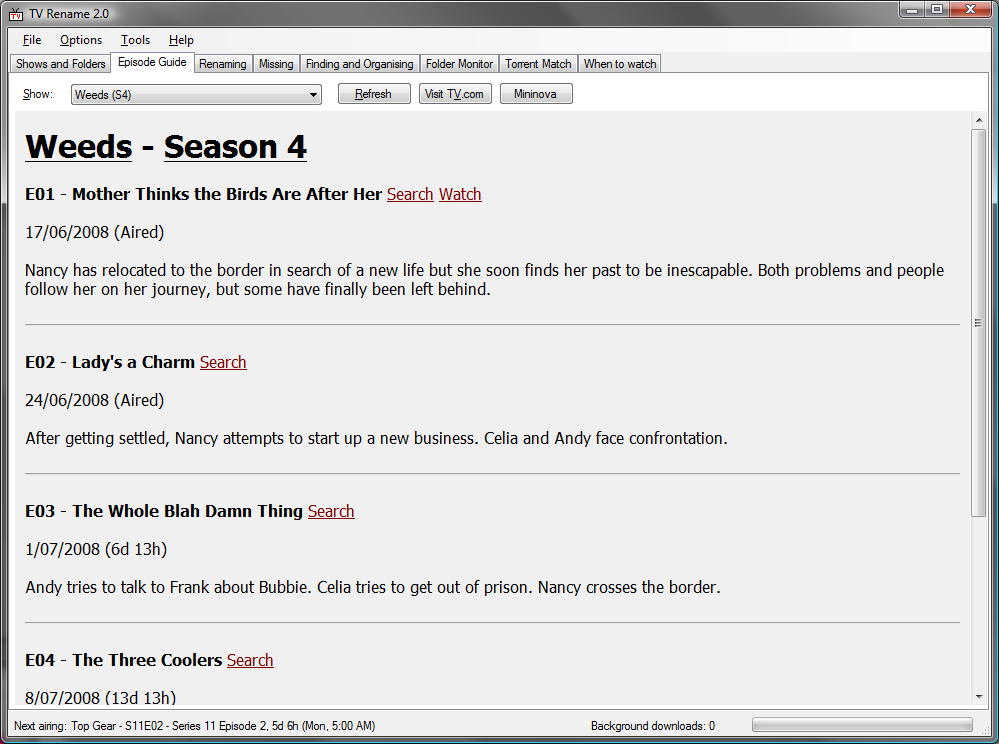 TV Rename 2.0
File Options Tools Help
Shows and Folders Episode Guide Renaming Missing Finding and Organising Folder Monitor Torrent Match When to watch
Show: Weeds (S4) Refresh Visit TV.com Mininova
Weeds - Season 4
E01 - Mother Thinks the Birds Are After Her Search Watch
17/06/2008 (Aired)
Nancy has relocated to the border in search of a new life but she soon finds her past to be inescapable. Both problems and people
follow her on her journey, but some have finally been left behind.
E02 - Lady's a Charm Search
24/06/2008 (Aired)
After getting settled, Nancy attempts to start up a new business. Celia and Andy face confrontation.
E03 - The Whole Blah Damn Thing Search
1/07/2008 (6d 13h)
Andy tries to talk to Frank about Bubbie. Celia tries to get out of prison. Nancy crosses the border.
E04 - The Three Coolers Search
8/07/2008 (13d 13h)
Next airing: Top Gear - S11E02 - Series 11 Episode 2, 5d 6h (Mon, 5:00 AM) Background downloads: 0